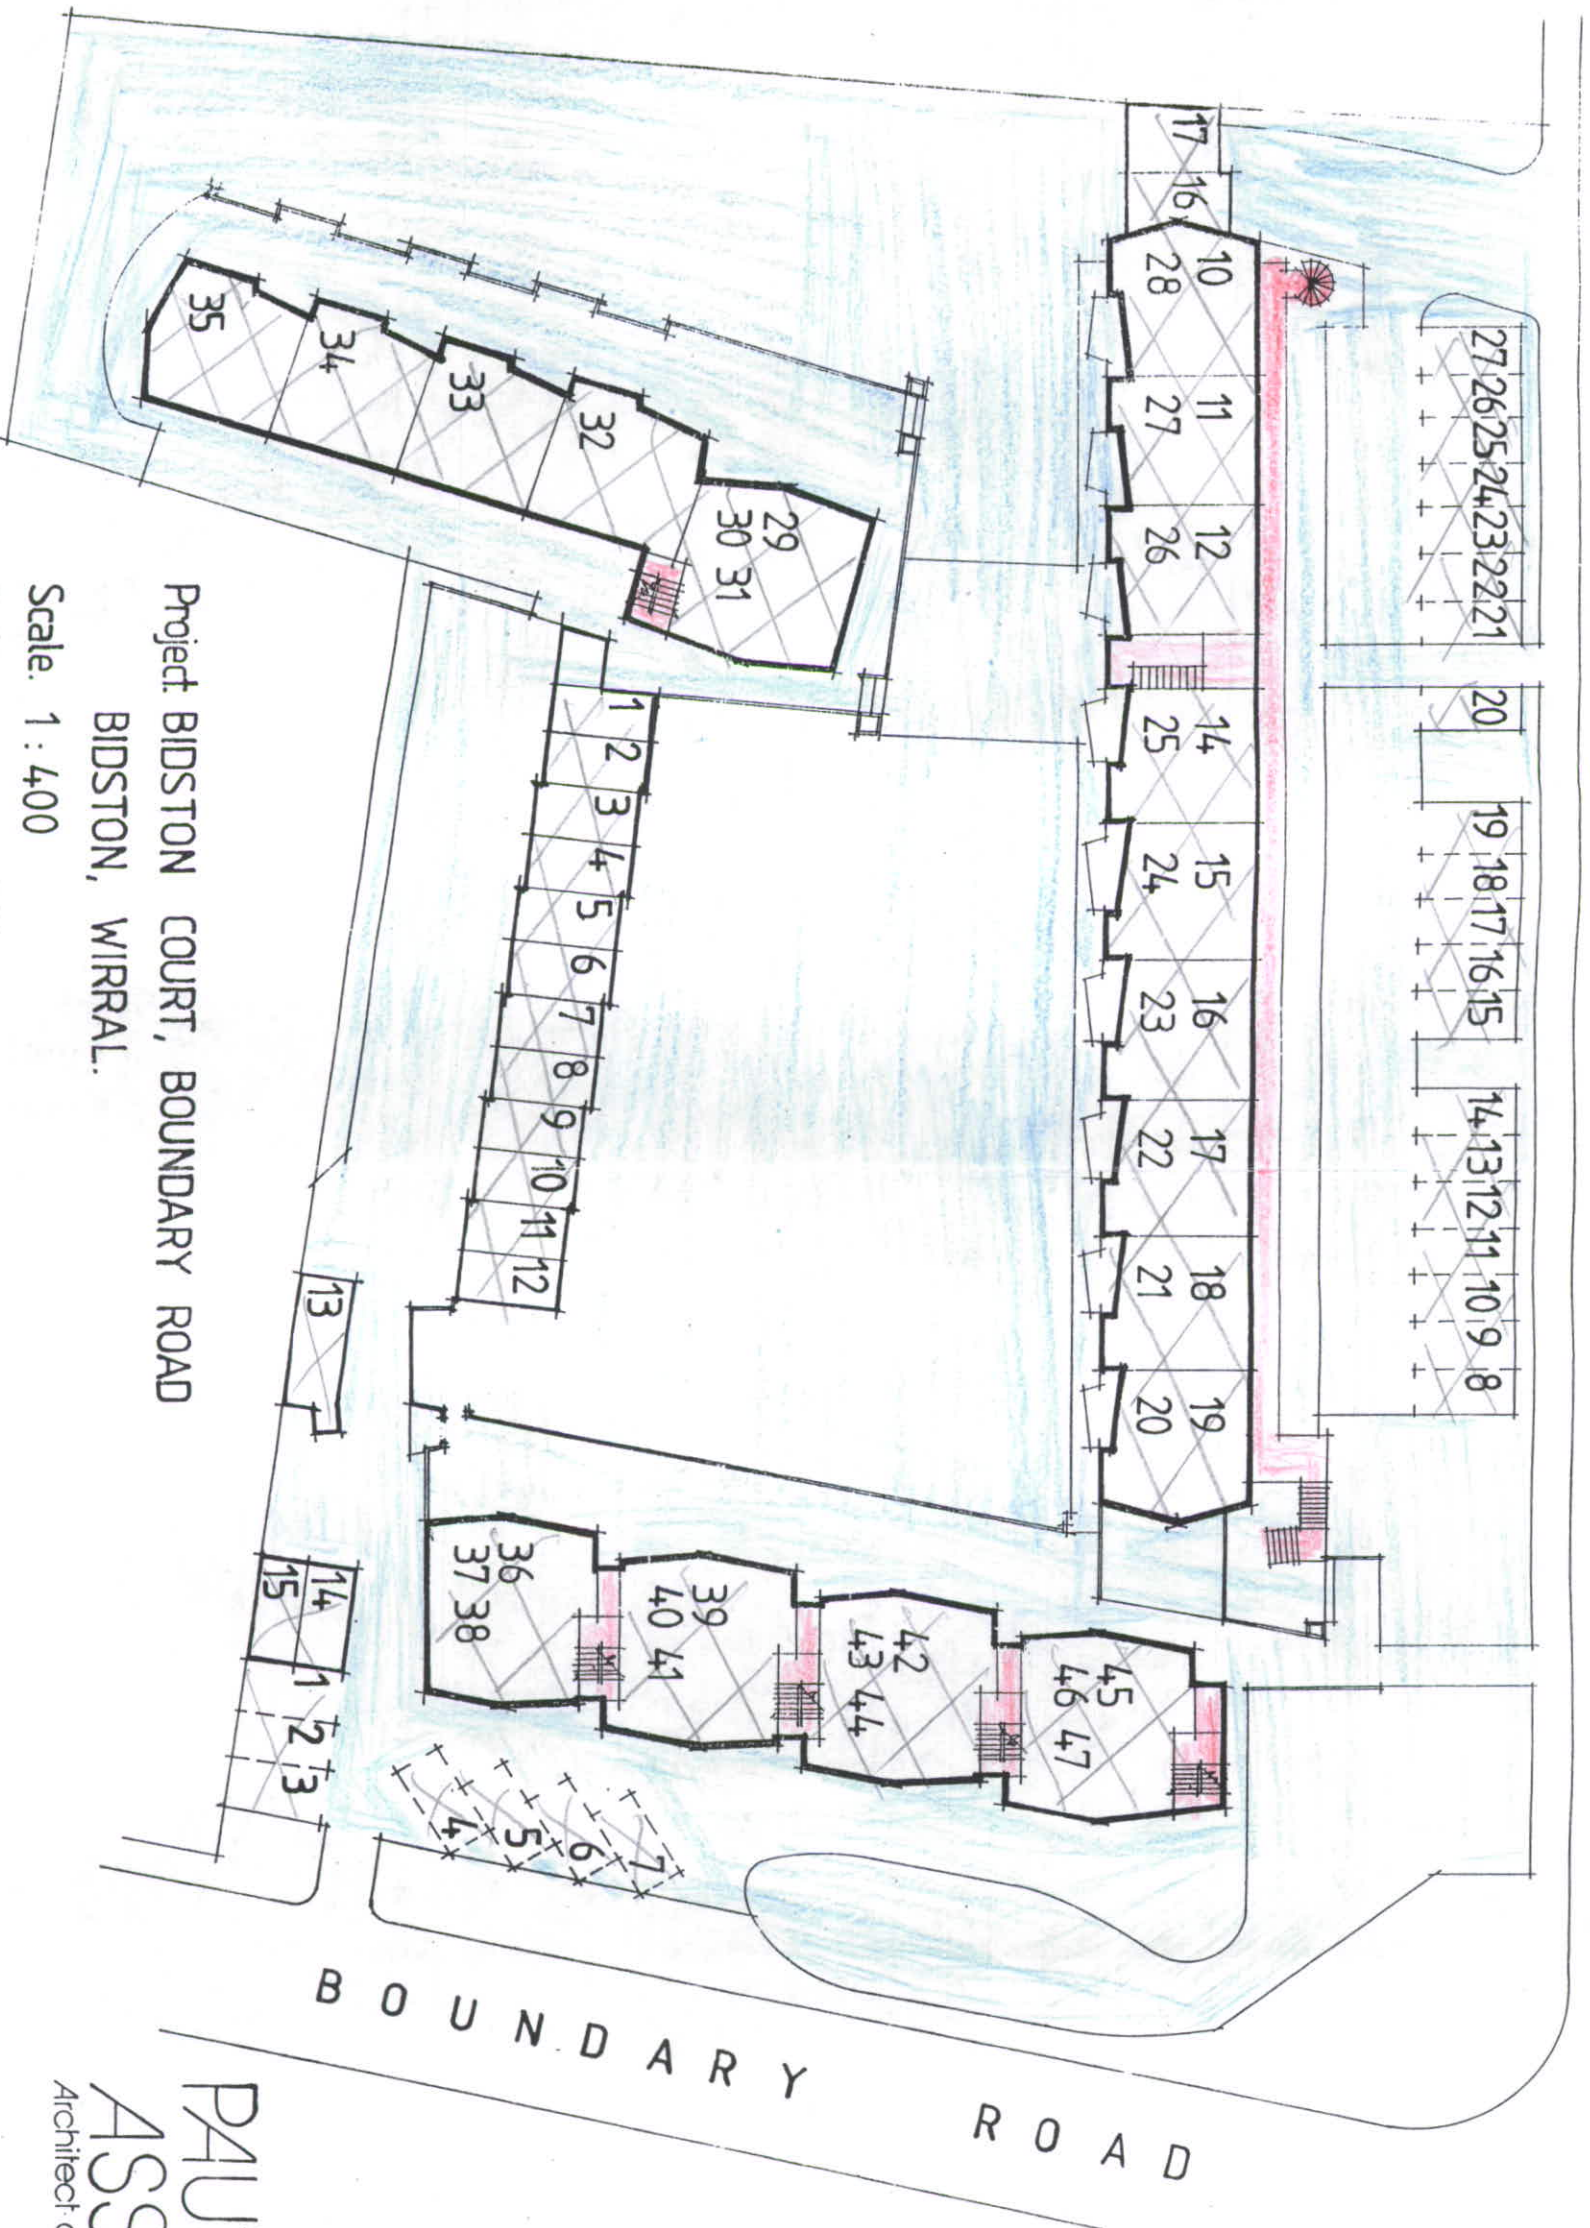 27 26 25 24 23 22 21
20
19 18 17 16 15
14 13 12 11 10 9 8
17 16
10 11 12 14 15 16 17 18 19
28 27 26 25 24 23 22 21 20
29
30 31
32
33
34
35
1 2 3 4 5 6 7 8 9 10 11 12
13
14
15
1 2 3
45
46 47
42
43 44
39
40 41
36
37 38
4 5 6 7
BOUNDARY ROAD
Project: BIDSTON COURT, BOUNDARY ROAD
BIDSTON, WIRRAL.
Scale. 1 : 400